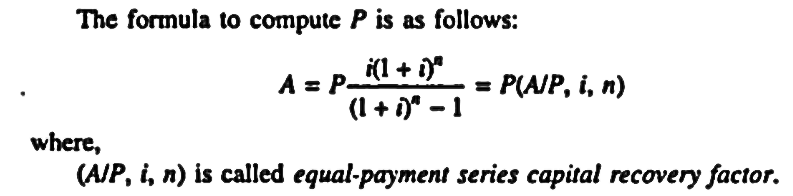 The formula to compute P is as follows:
A = P i(1 + i)^n / (1 + i)^n − 1 = P(A/P, i, n)
where,
(A/P, i, n) is called equal-payment series capital recovery factor.